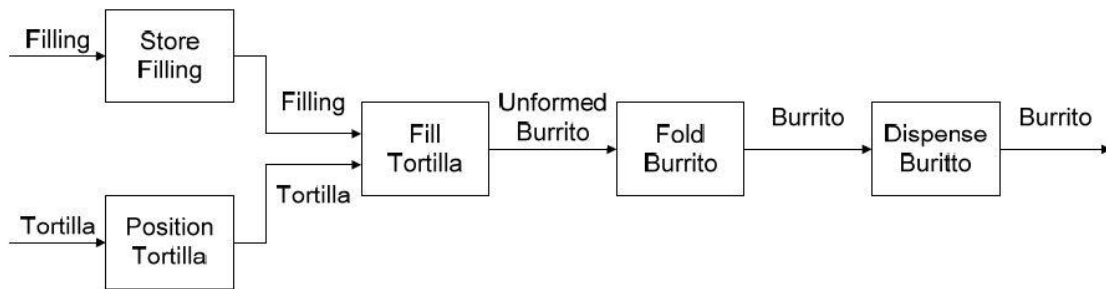 Filling
Store
Filling
Filling
Tortilla
Position
Tortilla
Tortilla
Fill
Tortilla
Unformed
Burrito
Fold
Burrito
Burrito
Dispense
Buritto
Burrito